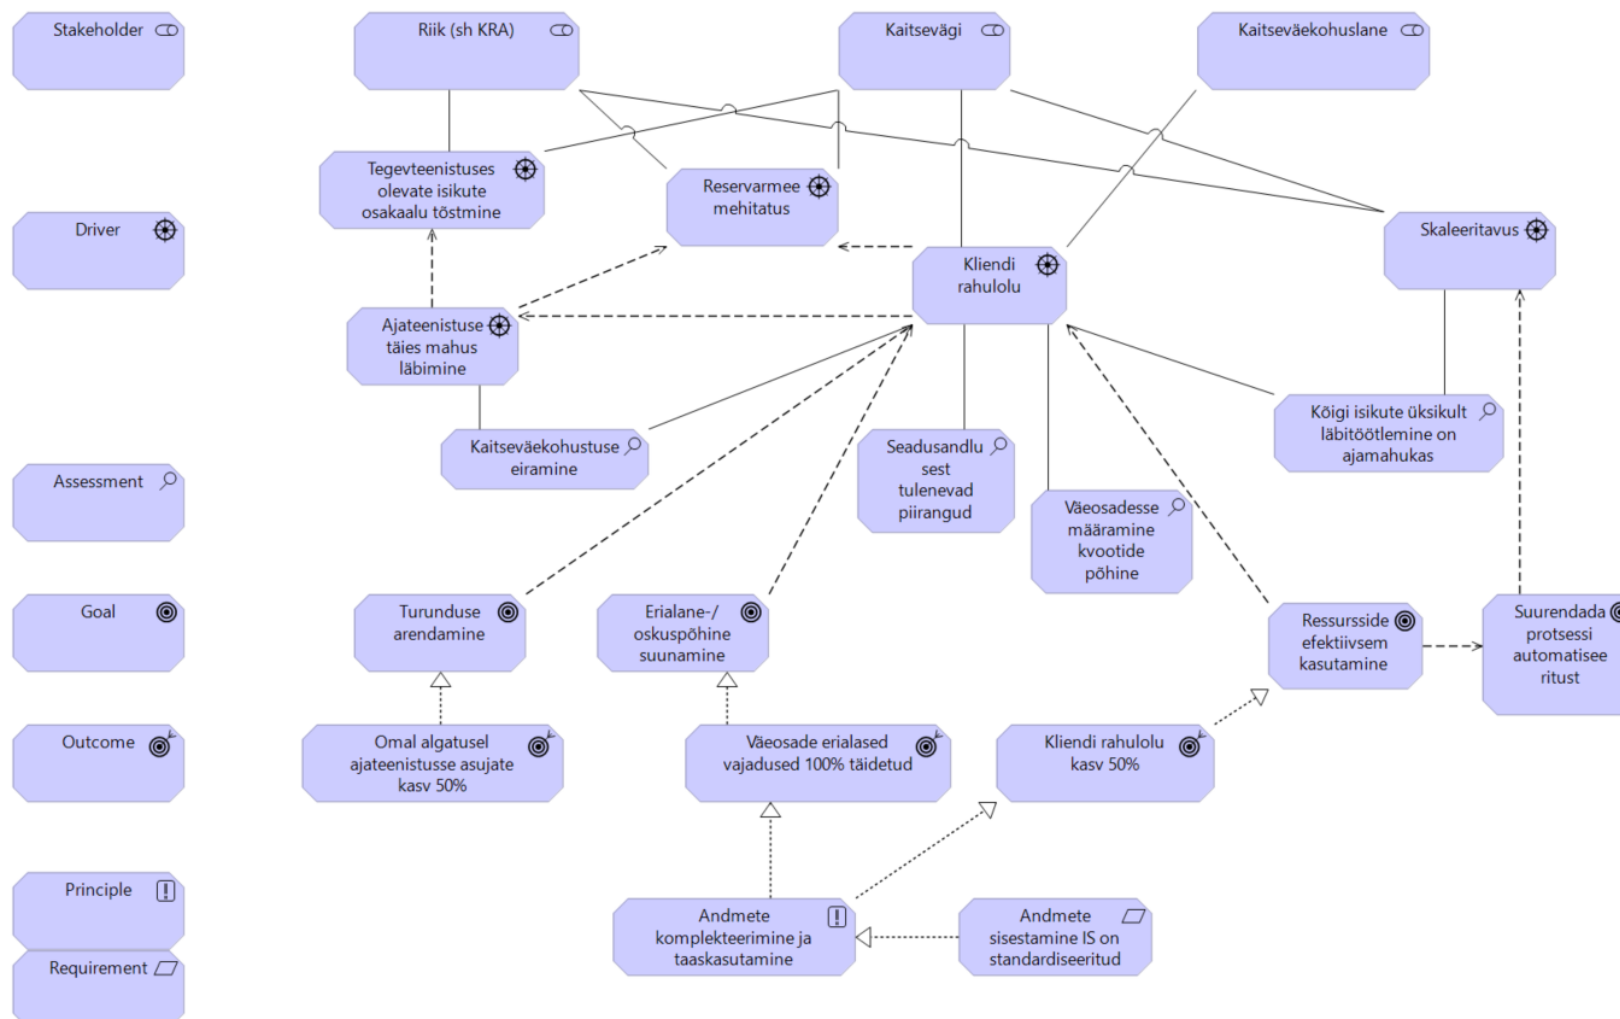 Stakeholder
Riik (sh KRA)
Kaitsevägi
Kaitseväekohuslane
Tegevteenistuses
olevate isikute
osakaalu tõstmine
Reservarmee
mehitatus
Driver
Skaleeritavus
Kliendi
rahulolu
Ajateenistuse
täies mahus
läbimine
Kaitseväekohustuse
eiramine
Seadusandlu
sest
tulenevad
piirangud
Kõigi isikute üksikult
läbitöötlemine on
ajamahukas
Assessment
Väeosadesse
määramine
kvootide
põhine
Goal
Turunduse
arendamine
Erialane-/
oskuspõhine
suunamine
Ressursside
efektiivsem
kasutamine
Suurendada
protsessi
automatisee
ritust
Outcome
Omal algatusel
ajateenistusse asujate
kasv 50%
Väeosade erialased
vajadused 100% täidetud
Kliendi rahulolu
kasv 50%
Principle
Andmete
komplekteerimine ja
taaskasutamine
Andmete
sisestamine IS on
standardiseeritud
Requirement